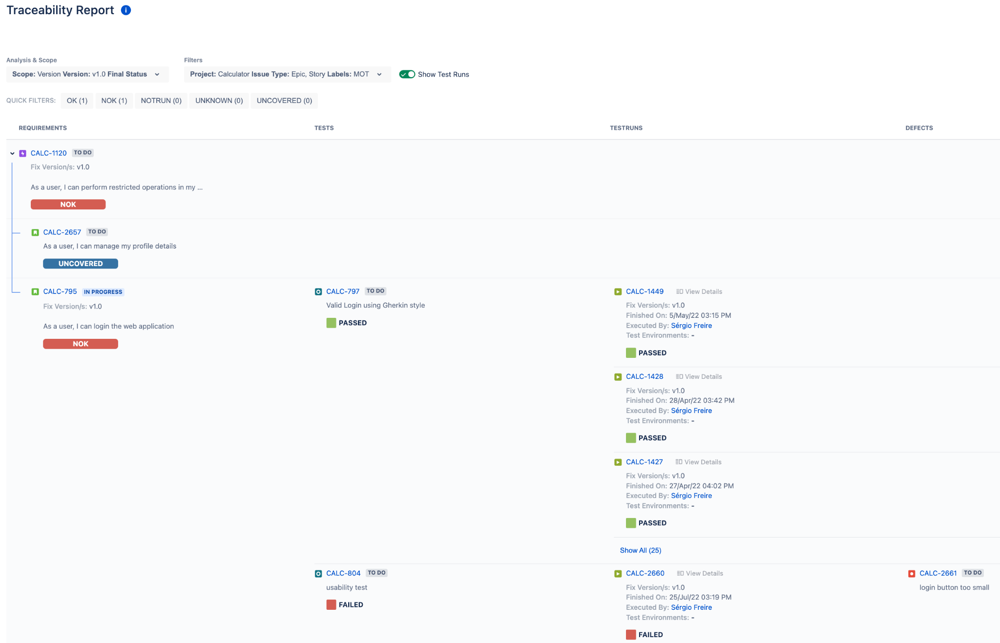 Traceability Report
Analysis & Scope
Filters
Scope: Version Version: v1.0 Final Status
Project: Calculator Issue Type: Epic, Story Labels: MOT
Show Test Runs
QUICK FILTERS: OK (1) NOK (1) NOTRUN (0) UNKNOWN (0) UNCOVERED (0)
REQUIREMENTS TESTS TESTRUNS DEFECTS
CALC-1120 TO DO
Fix Version/s: v1.0
As a user, I can perform restricted operations in my ...
NOK
CALC-2657 TO DO
As a user, I can manage my profile details
UNCOVERED
CALC-795 IN PROGRESS
Fix Version/s: v1.0
As a user, I can login the web application
NOK
CALC-797 TO DO
Valid Login using Gherkin style
PASSED
CALC-1449 View Details
Fix Version/s: v1.0
Finished On: 5/May/22 03:15 PM
Executed By: Sérgio Freire
Test Environments: -
PASSED
CALC-1428 View Details
Fix Version/s: v1.0
Finished On: 28/Apr/22 03:42 PM
Executed By: Sérgio Freire
Test Environments: -
PASSED
CALC-1427 View Details
Fix Version/s: v1.0
Finished On: 27/Apr/22 04:02 PM
Executed By: Sérgio Freire
Test Environments: -
PASSED
Show All (25)
CALC-804 TO DO
usability test
FAILED
CALC-2660 View Details
Fix Version/s: v1.0
Finished On: 25/Jul/22 03:19 PM
Executed By: Sérgio Freire
Test Environments: -
FAILED
CALC-2661 TO DO
login button too small